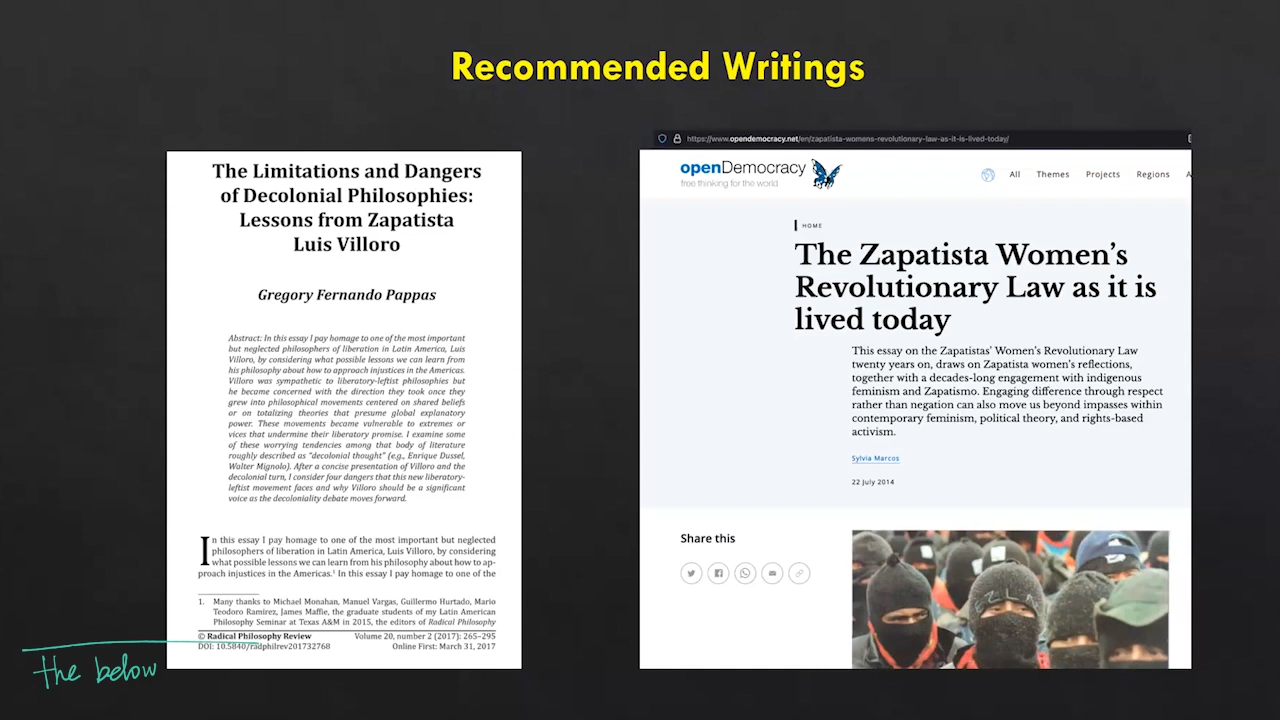 Recommended Writings
The Limitations and Dangers
of Decolonial Philosophies:
Lessons from Zapatista
Luis Villoro
Gregory Fernando Pappas
Abstract: In this essay I pay homage to one of the most important
but neglected philosophers of liberation in Latin America, Luis
Villoro, by considering what possible lessons we can learn from
his philosophy about how to approach injustices in the Americas.
Villoro was sympathetic to liberatory-leftist philosophies but
he became concerned with the direction they took once they
grew into philosophical movements centered on shared beliefs
or on totalizing theories that presume global explanatory
power. These movements became vulnerable to extremes or
vices that undermine their liberatory promise. I examine some
of these worrying tendencies among that body of literature
roughly described as "decolonial thought" (e.g., Enrique Dussel,
Walter Mignolo). After a concise presentation of Villoro and the
decolonial turn, I consider four dangers that this new liberatory-
leftist movement faces and why Villoro should be a significant
voice as the decoloniality debate moves forward.
In this essay I pay homage to one of the most important but neglected
philosophers of liberation in Latin America, Luis Villoro, by considering
what possible lessons we can learn from his philosophy about how to ap-
proach injustices in the Americas.¹ In this essay I pay homage to one of the
1. Many thanks to Michael Monahan, Manuel Vargas, Guillermo Hurtado, Mario
Teodoro Ramírez, James Maffie, the graduate students of my Latin American
Philosophy Seminar at Texas A&M in 2015, the editors of Radical Philosophy
© Radical Philosophy Review Volume 20, number 2 (2017): 265–295
DOI: 10.5840/radphilrev201732768 Online First: March 31, 2017
the below
https://www.opendemocracy.net/en/zapatista-womens-revolutionary-law-as-it-is-lived-today/
openDemocracy
free thinking for the world
All Themes Projects Regions A
HOME
The Zapatista Women's
Revolutionary Law as it is
lived today
This essay on the Zapatistas' Women's Revolutionary Law
twenty years on, draws on Zapatista women's reflections,
together with a decades-long engagement with indigenous
feminism and Zapatismo. Engaging difference through respect
rather than negation can also move us beyond impasses within
contemporary feminism, political theory, and rights-based
activism.
Sylvia Marcos
22 July 2014
Share this